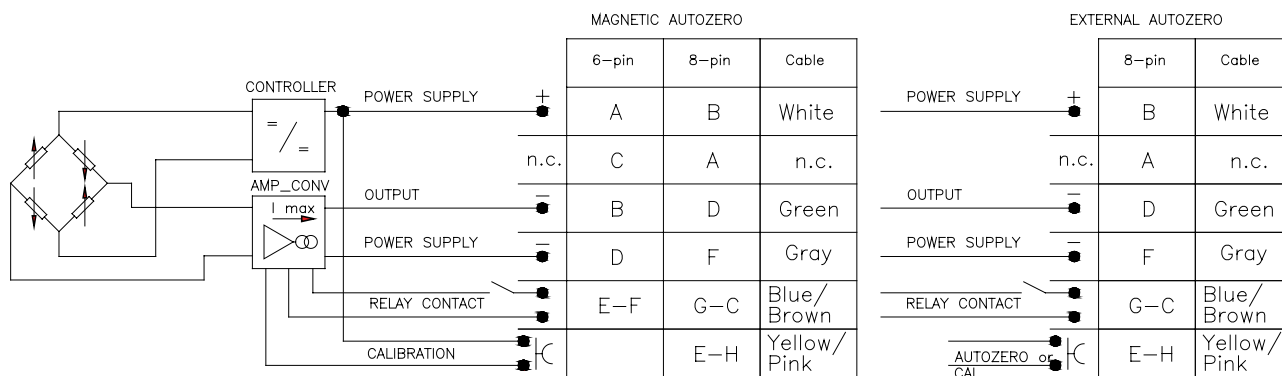 MAGNETIC AUTOZERO
EXTERNAL AUTOZERO
6-pin 8-pin Cable
8-pin Cable
CONTROLLER
= / =
POWER SUPPLY + A B White
POWER SUPPLY + B White
n.c. C A n.c.
n.c. A n.c.
AMP_CONV
I max
OUTPUT – B D Green
OUTPUT – D Green
POWER SUPPLY – D F Gray
POWER SUPPLY – F Gray
RELAY CONTACT E-F G-C Blue/
Brown
RELAY CONTACT G-C Blue/
Brown
CALIBRATION E-H Yellow/
Pink
AUTOZERO or
CAL
E-H Yellow/
Pink